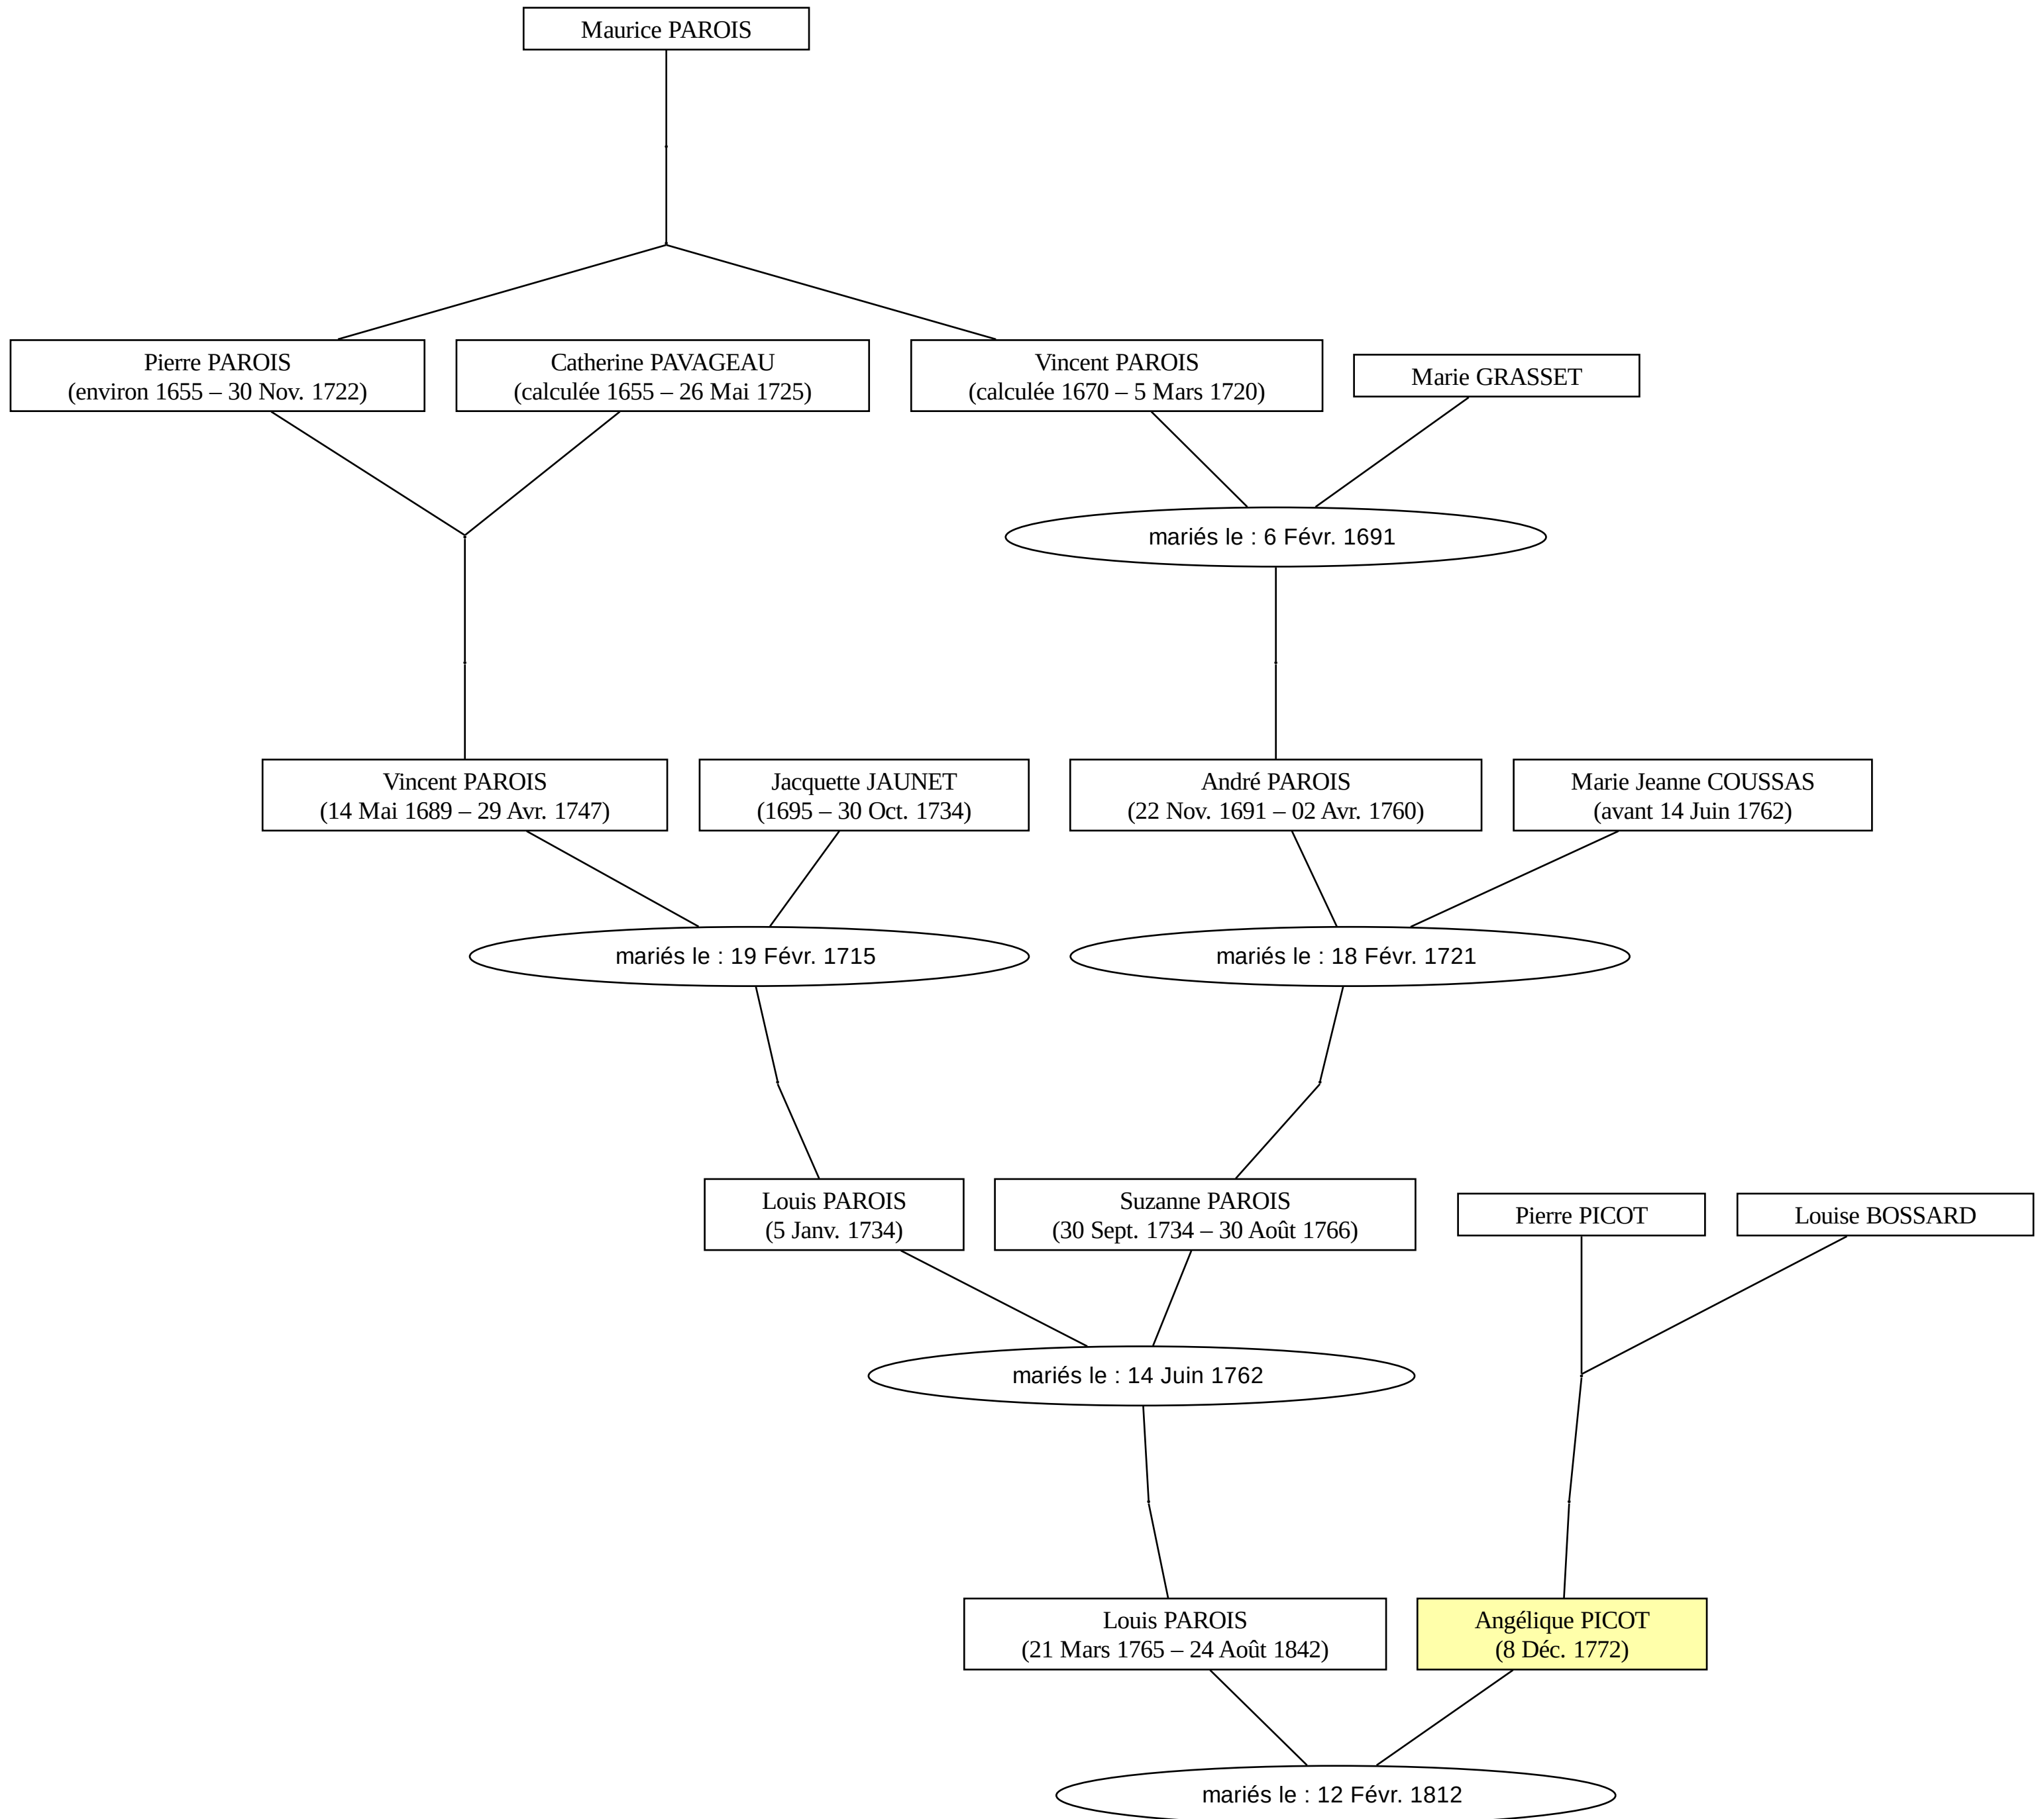 Maurice PAROIS
Pierre PAROIS
(environ 1655 – 30 Nov. 1722)
Catherine PAVAGEAU
(calculée 1655 – 26 Mai 1725)
Vincent PAROIS
(calculée 1670 – 5 Mars 1720)
Marie GRASSET
mariés le : 6 Févr. 1691
Vincent PAROIS
(14 Mai 1689 – 29 Avr. 1747)
Jacquette JAUNET
(1695 – 30 Oct. 1734)
André PAROIS
(22 Nov. 1691 – 02 Avr. 1760)
Marie Jeanne COUSSAS
(avant 14 Juin 1762)
mariés le : 19 Févr. 1715
mariés le : 18 Févr. 1721
Louis PAROIS
(5 Janv. 1734)
Suzanne PAROIS
(30 Sept. 1734 – 30 Août 1766)
Pierre PICOT
Louise BOSSARD
mariés le : 14 Juin 1762
Louis PAROIS
(21 Mars 1765 – 24 Août 1842)
Angélique PICOT
(8 Déc. 1772)
mariés le : 12 Févr. 1812